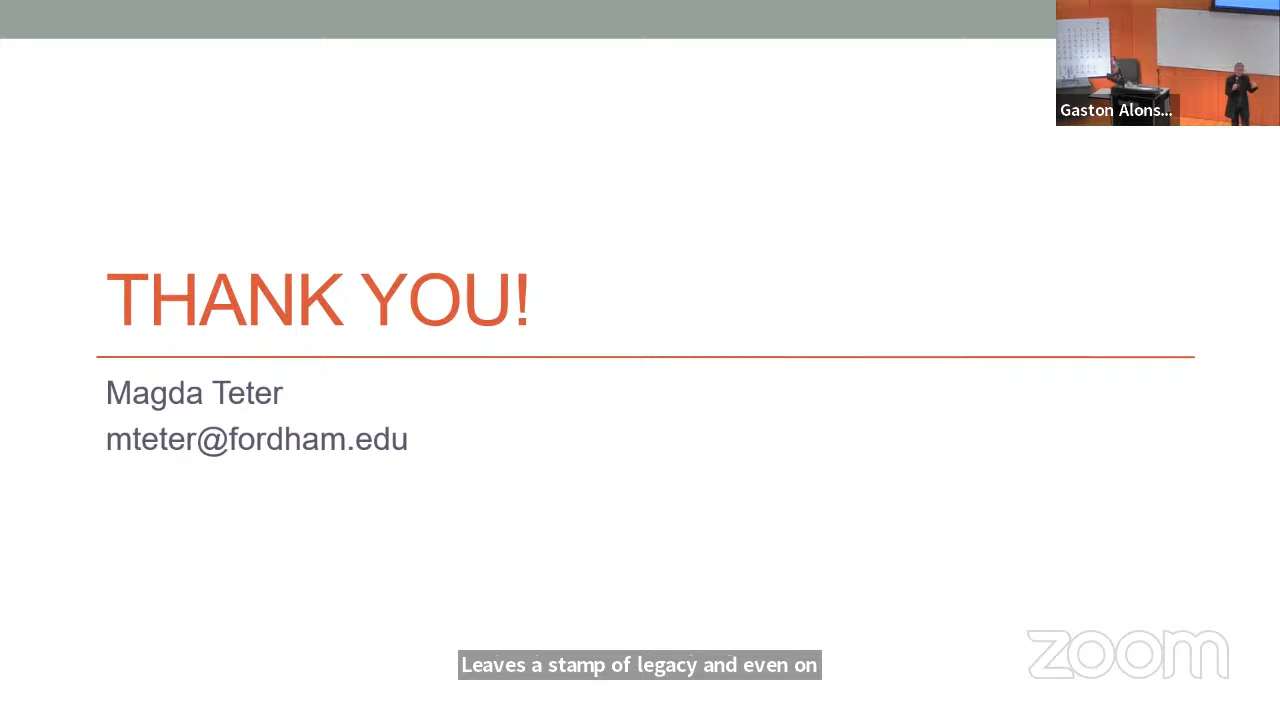 Gaston Alons...
THANK YOU!
Magda Teter
mteter@fordham.edu
Leaves a stamp of legacy and even on
zoom